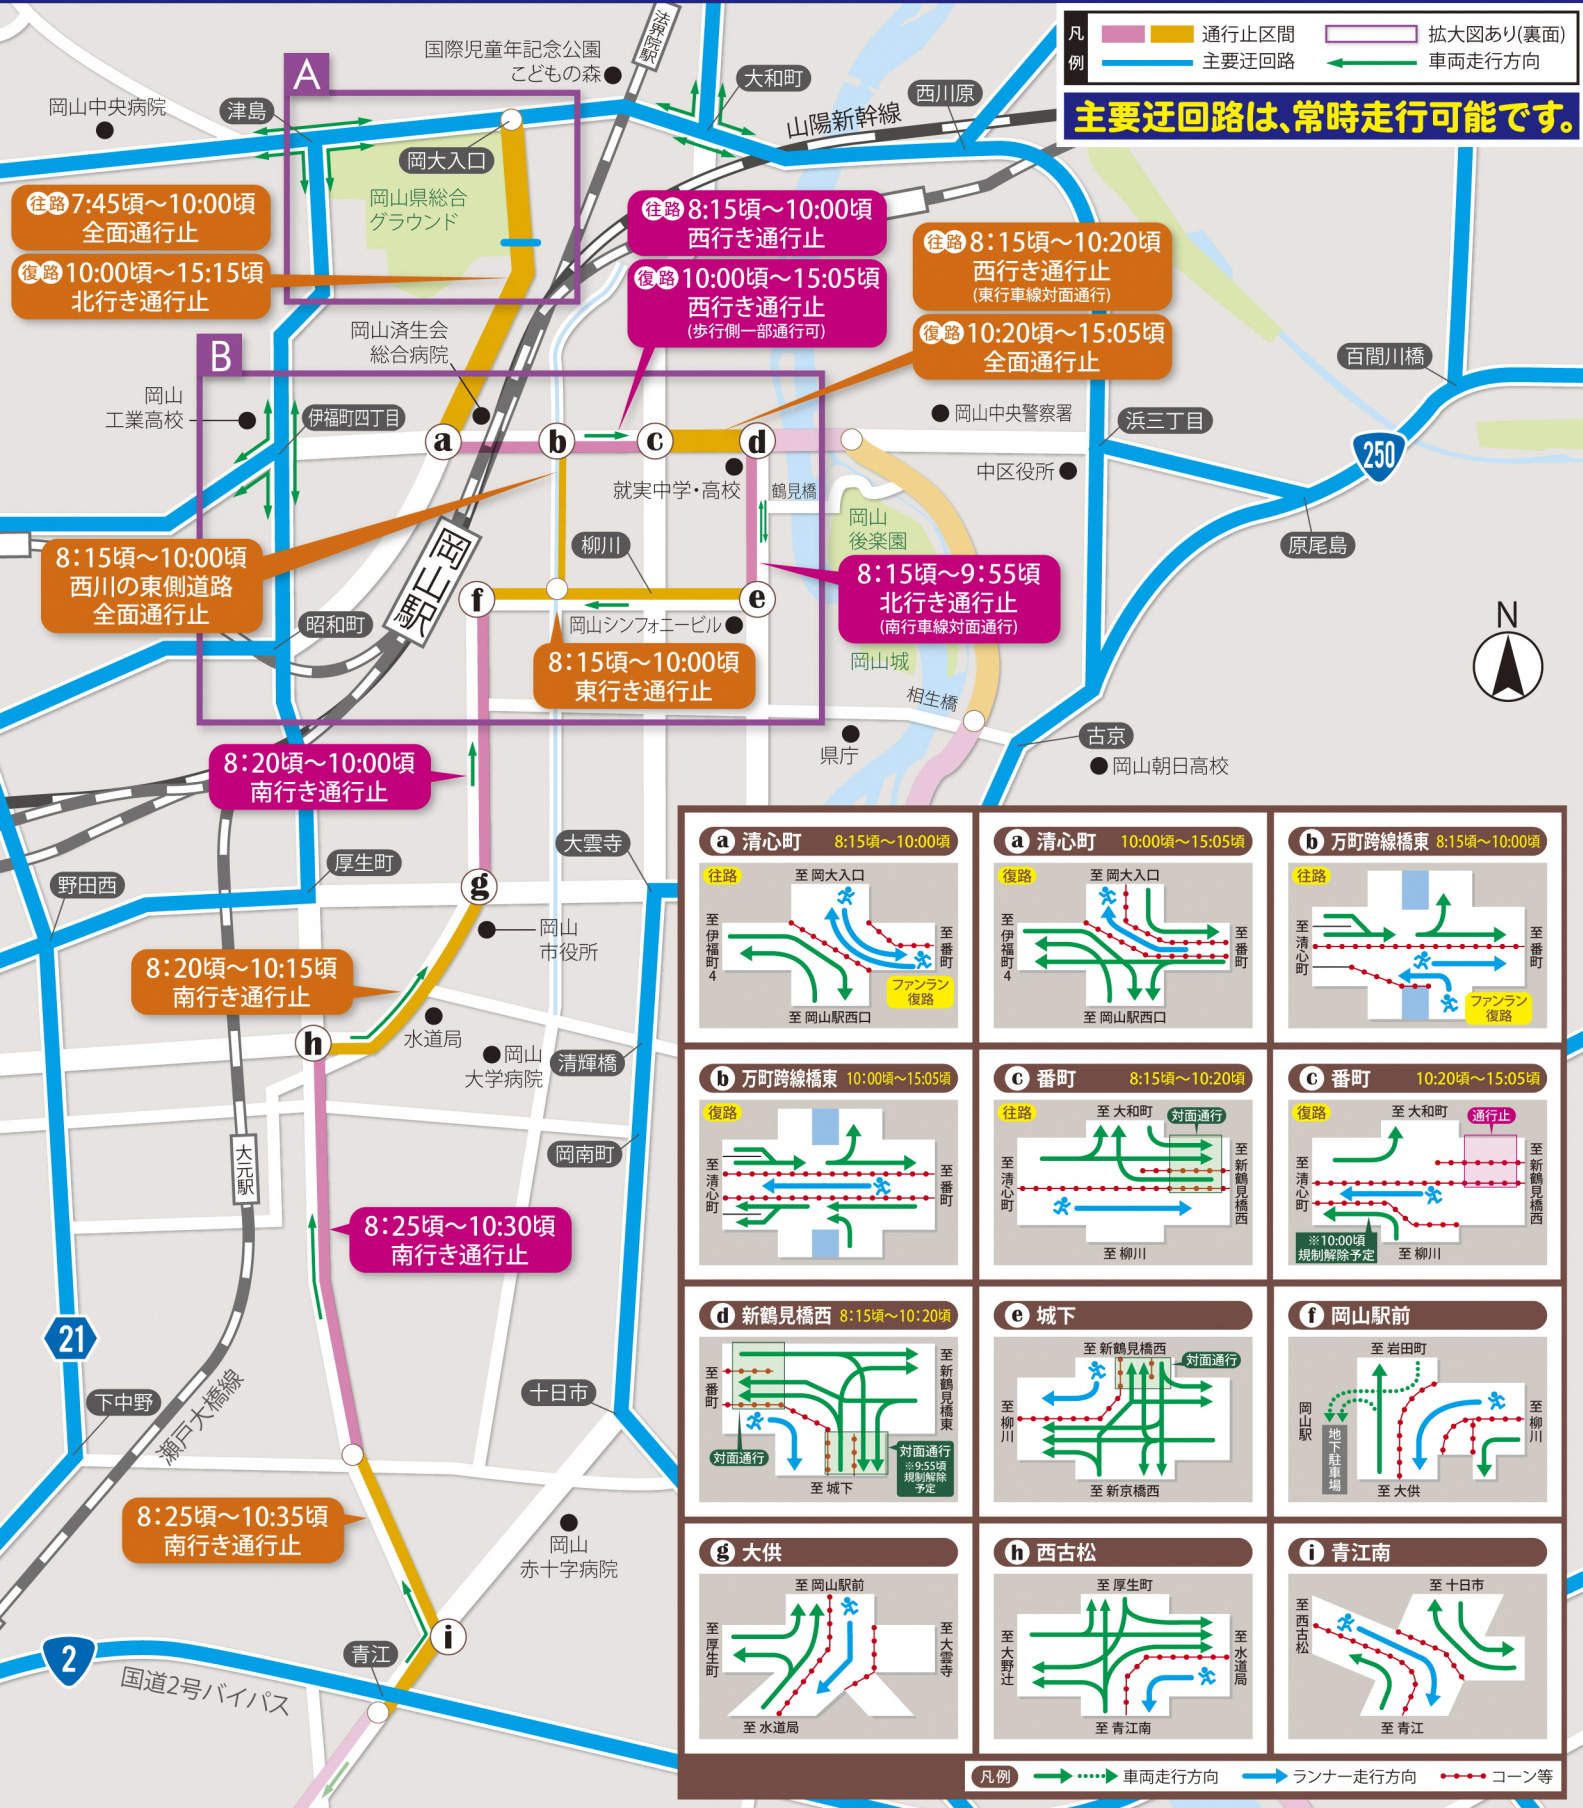 凡例
通行止区間
拡大図あり(裏面)
主要迂回路
車両走行方向
主要迂回路は、常時走行可能です。
法界院駅
国際児童年記念公園
こどもの森
大和町
西川原
山陽新幹線
岡山中央病院
津島
A
岡大入口
岡山県総合
グラウンド
往路 7:45頃〜10:00頃
全面通行止
復路 10:00頃〜15:15頃
北行き通行止
往路 8:15頃〜10:00頃
西行き通行止
復路 10:00頃〜15:05頃
西行き通行止
(歩行側一部通行可)
往路 8:15頃〜10:20頃
西行き通行止
(東行車線対面通行)
復路 10:20頃〜15:05頃
全面通行止
岡山済生会
総合病院
B
岡山
工業高校
伊福町四丁目
a
b
c
d
岡山中央警察署
浜三丁目
百間川橋
250
中区役所
就実中学・高校
鶴見橋
岡山
後楽園
原尾島
岡山駅
8:15頃〜10:00頃
西川の東側道路
全面通行止
柳川
8:15頃〜9:55頃
北行き通行止
(南行車線対面通行)
f
e
昭和町
岡山シンフォニービル
8:15頃〜10:00頃
東行き通行止
岡山城
相生橋
N
県庁
古京
岡山朝日高校
8:20頃〜10:00頃
南行き通行止
大雲寺
厚生町
野田西
g
岡山
市役所
8:20頃〜10:15頃
南行き通行止
水道局
h
岡山
大学病院
清輝橋
岡南町
大元駅
8:25頃〜10:30頃
南行き通行止
21
下中野
瀬戸大橋線
十日市
8:25頃〜10:35頃
南行き通行止
岡山
赤十字病院
i
青江
2
国道2号バイパス
a 清心町 8:15頃〜10:00頃
往路
至 岡大入口
至 伊福町4
至 番町
ファンラン
復路
至 岡山駅西口
a 清心町 10:00頃〜15:05頃
復路
至 岡大入口
至 伊福町4
至 番町
至 岡山駅西口
b 万町跨線橋東 8:15頃〜10:00頃
往路
至 清心町
至 番町
ファンラン
復路
b 万町跨線橋東 10:00頃〜15:05頃
復路
至 清心町
至 番町
c 番町 8:15頃〜10:20頃
往路
至 大和町
対面通行
至 清心町
至 新鶴見橋西
至 柳川
c 番町 10:20頃〜15:05頃
復路
至 大和町
通行止
至 清心町
至 新鶴見橋西
※10:00頃
規制解除予定
至 柳川
d 新鶴見橋西 8:15頃〜10:20頃
至 番町
至 新鶴見橋東
対面通行
対面通行
※9:55頃
規制解除
予定
至 城下
e 城下
至 新鶴見橋西
対面通行
至 柳川
至 新京橋西
f 岡山駅前
至 岩田町
岡山駅
地下駐車場
至 柳川
至 大供
g 大供
至 岡山駅前
至 厚生町
至 大雲寺
至 水道局
h 西古松
至 厚生町
至 大野辻
至 水道局
至 青江南
i 青江南
至 十日市
至 西古松
至 青江
凡例
車両走行方向
ランナー走行方向
コーン等